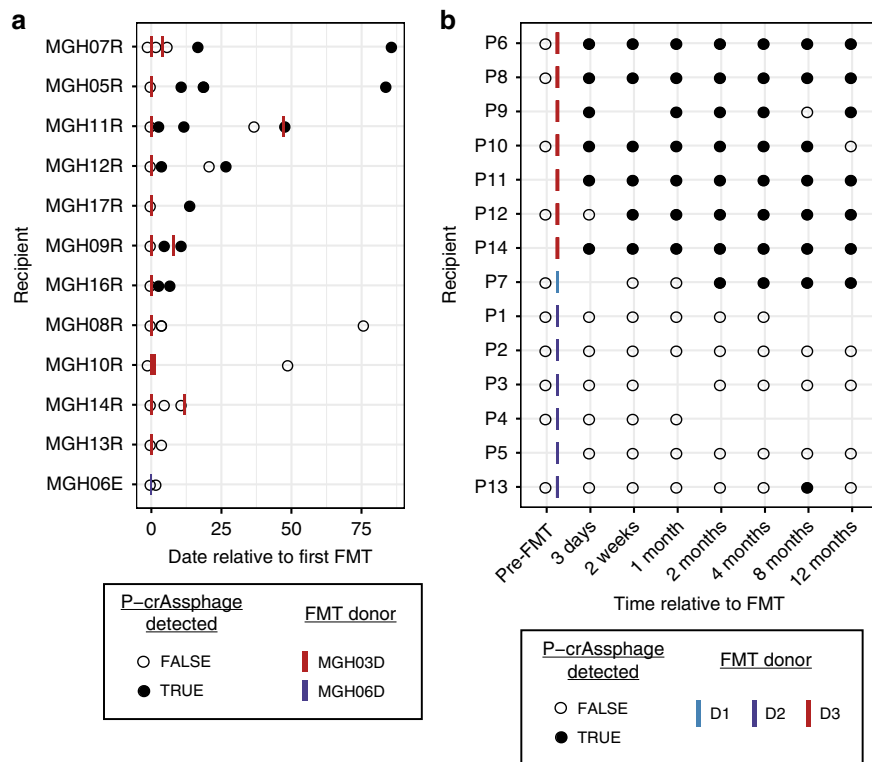 a
MGH07R
MGH05R
MGH11R
MGH12R
MGH17R
MGH09R
MGH16R
MGH08R
MGH10R
MGH14R
MGH13R
MGH06E
Recipient
0 25 50 75
Date relative to first FMT
P−crAssphage
detected
FALSE
TRUE
FMT donor
MGH03D
MGH06D
b
P6
P8
P9
P10
P11
P12
P14
P7
P1
P2
P3
P4
P5
P13
Recipient
Pre-FMT
3 days
2 weeks
1 month
2 months
4 months
8 months
12 months
Time relative to FMT
P−crAssphage
detected
FALSE
TRUE
FMT donor
D1 D2 D3